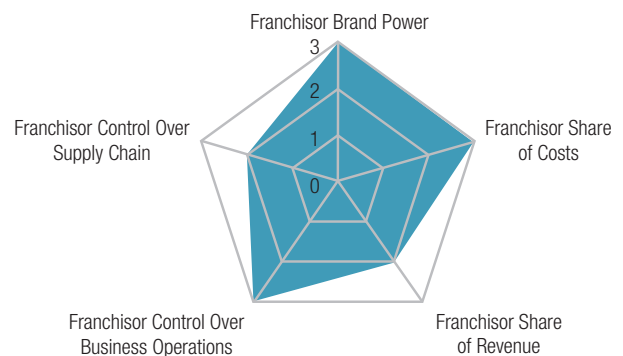 Franchisor Brand Power
3
2
1
0
Franchisor Control Over
Supply Chain
Franchisor Share
of Costs
Franchisor Control Over
Business Operations
Franchisor Share
of Revenue